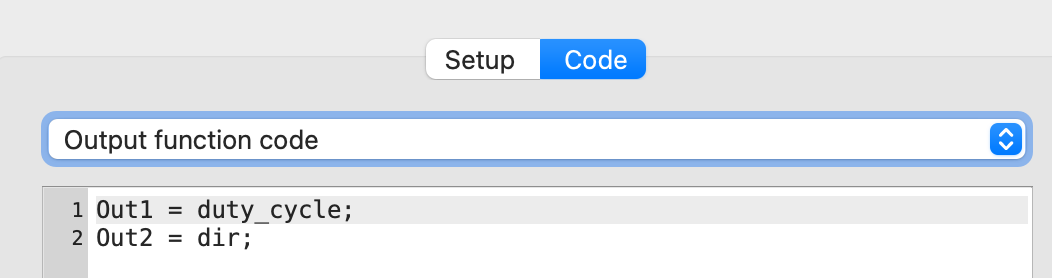 Setup Code
Output function code
1 Out1 = duty_cycle;
2 Out2 = dir;